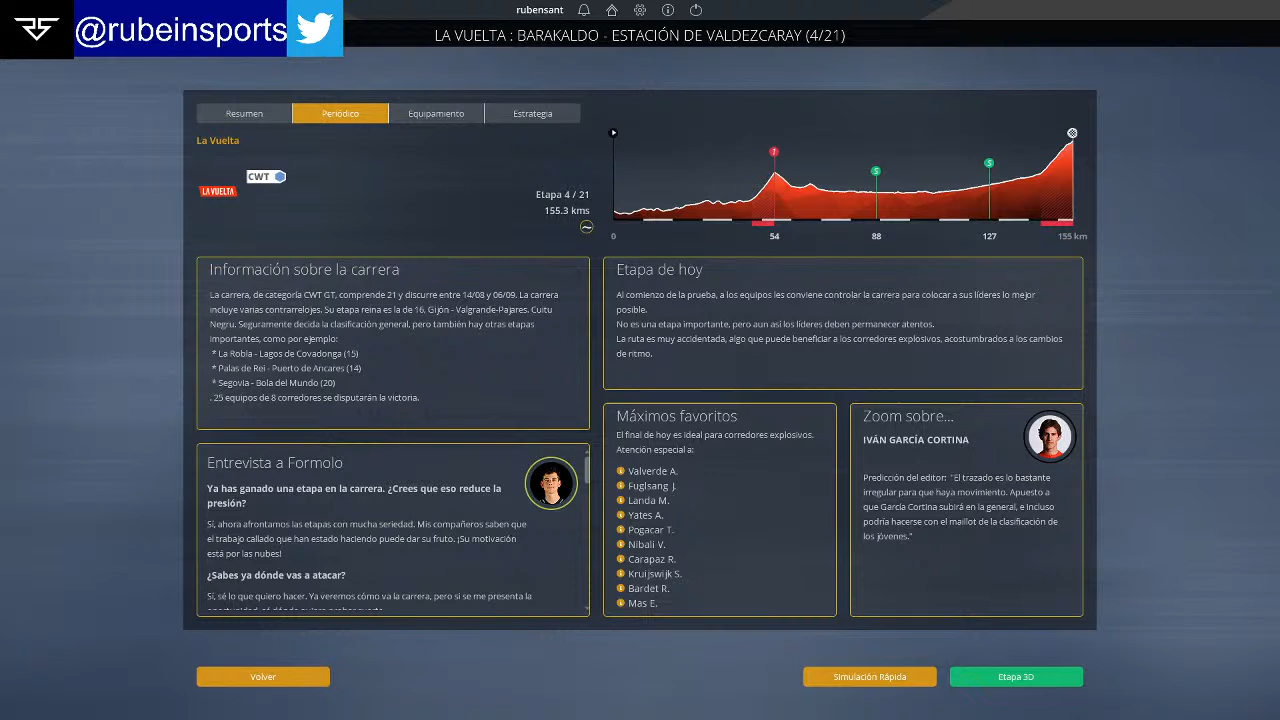 rubensant
@rubeinsports
LA VUELTA : BARAKALDO - ESTACIÓN DE VALDEZCARAY (4/21)
Resumen
Periódico
Equipamiento
Estrategia
La Vuelta
LA VUELTA
CWT
Etapa 4 / 21
155.3 kms
1
S
S
0
54
88
127
155 km
Información sobre la carrera
La carrera, de categoría CWT GT, comprende 21 y discurre entre 14/08 y 06/09. La carrera
incluye varias contrarrelojes. Su etapa reina es la de 16, Gijón - Valgrande-Pajares, Cuitu
Negru. Seguramente decida la clasificación general, pero también hay otras etapas
importantes, como por ejemplo:
* La Robla - Lagos de Covadonga (15)
* Palas de Rei - Puerto de Ancares (14)
* Segovia - Bola del Mundo (20)
. 25 equipos de 8 corredores se disputarán la victoria.
Etapa de hoy
Al comienzo de la prueba, a los equipos les conviene controlar la carrera para colocar a sus líderes lo mejor
posible.
No es una etapa importante, pero aun así los líderes deben permanecer atentos.
La ruta es muy accidentada, algo que puede beneficiar a los corredores explosivos, acostumbrados a los cambios
de ritmo.
Entrevista a Formolo
Ya has ganado una etapa en la carrera. ¿Crees que eso reduce la
presión?
Sí, ahora afrontamos las etapas con mucha seriedad. Mis compañeros saben que
el trabajo callado que han estado haciendo puede dar su fruto. ¡Su motivación
está por las nubes!
¿Sabes ya dónde vas a atacar?
Sí, sé lo que quiero hacer. Ya veremos cómo va la carrera, pero si se me presenta la
Máximos favoritos
El final de hoy es ideal para corredores explosivos.
Atención especial a:
Valverde A.
Fuglsang J.
Landa M.
Yates A.
Pogacar T.
Nibali V.
Carapaz R.
Kruijswijk S.
Bardet R.
Mas E.
Zoom sobre...
IVÁN GARCÍA CORTINA
Predicción del editor: "El trazado es lo bastante
irregular para que haya movimiento. Apuesto a
que García Cortina subirá en la general, e incluso
podría hacerse con el maillot de la clasificación de
los jóvenes."
Volver
Simulación Rápida
Etapa 3D